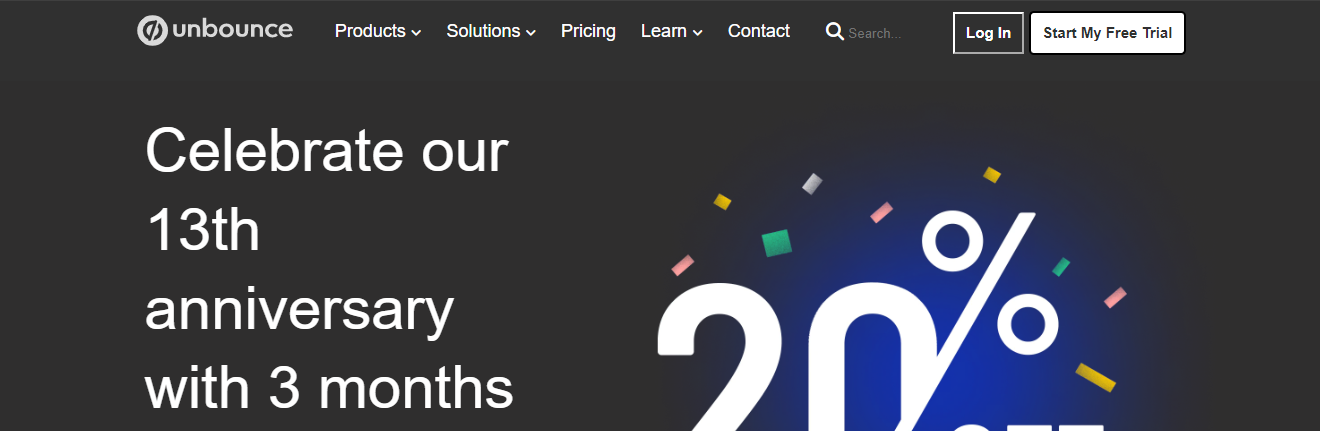 unbounce Products Solutions Pricing Learn Contact Search... Log In Start My Free Trial
Celebrate our
13th
anniversary
with 3 months
20%